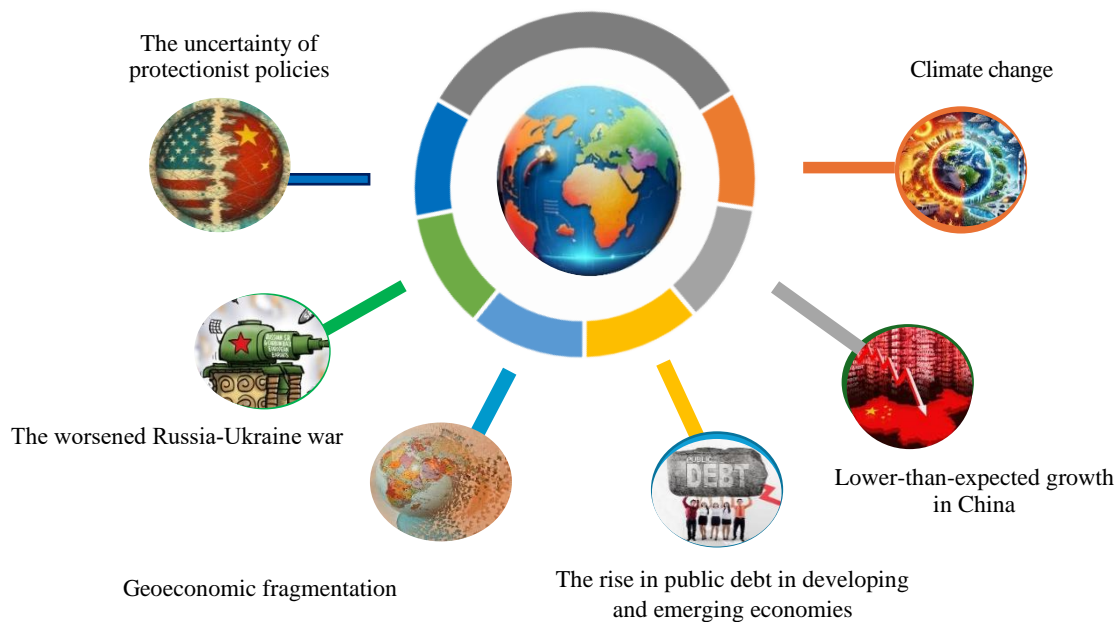 The uncertainty of
protectionist policies
Climate change
The worsened Russia-Ukraine war
Lower-than-expected growth
in China
PUBLIC
DEBT
Geoeconomic fragmentation
The rise in public debt in developing
and emerging economies